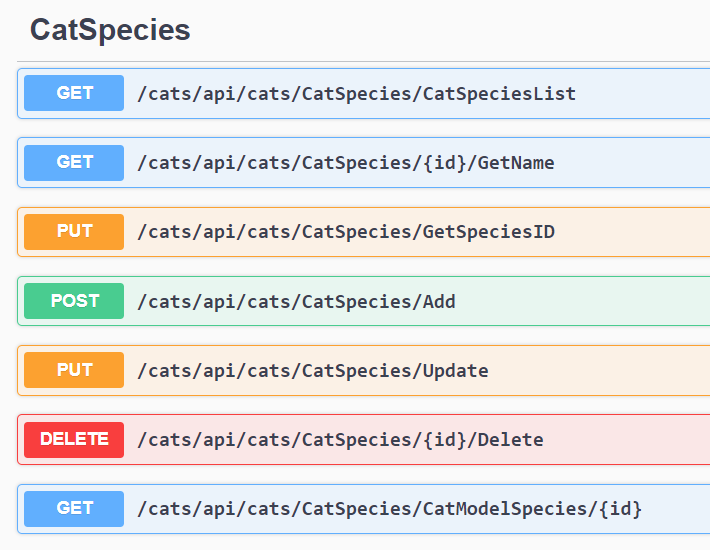 CatSpecies
GET /cats/api/cats/CatSpecies/CatSpeciesList
GET /cats/api/cats/CatSpecies/{id}/GetName
PUT /cats/api/cats/CatSpecies/GetSpeciesID
POST /cats/api/cats/CatSpecies/Add
PUT /cats/api/cats/CatSpecies/Update
DELETE /cats/api/cats/CatSpecies/{id}/Delete
GET /cats/api/cats/CatSpecies/CatModelSpecies/{id}